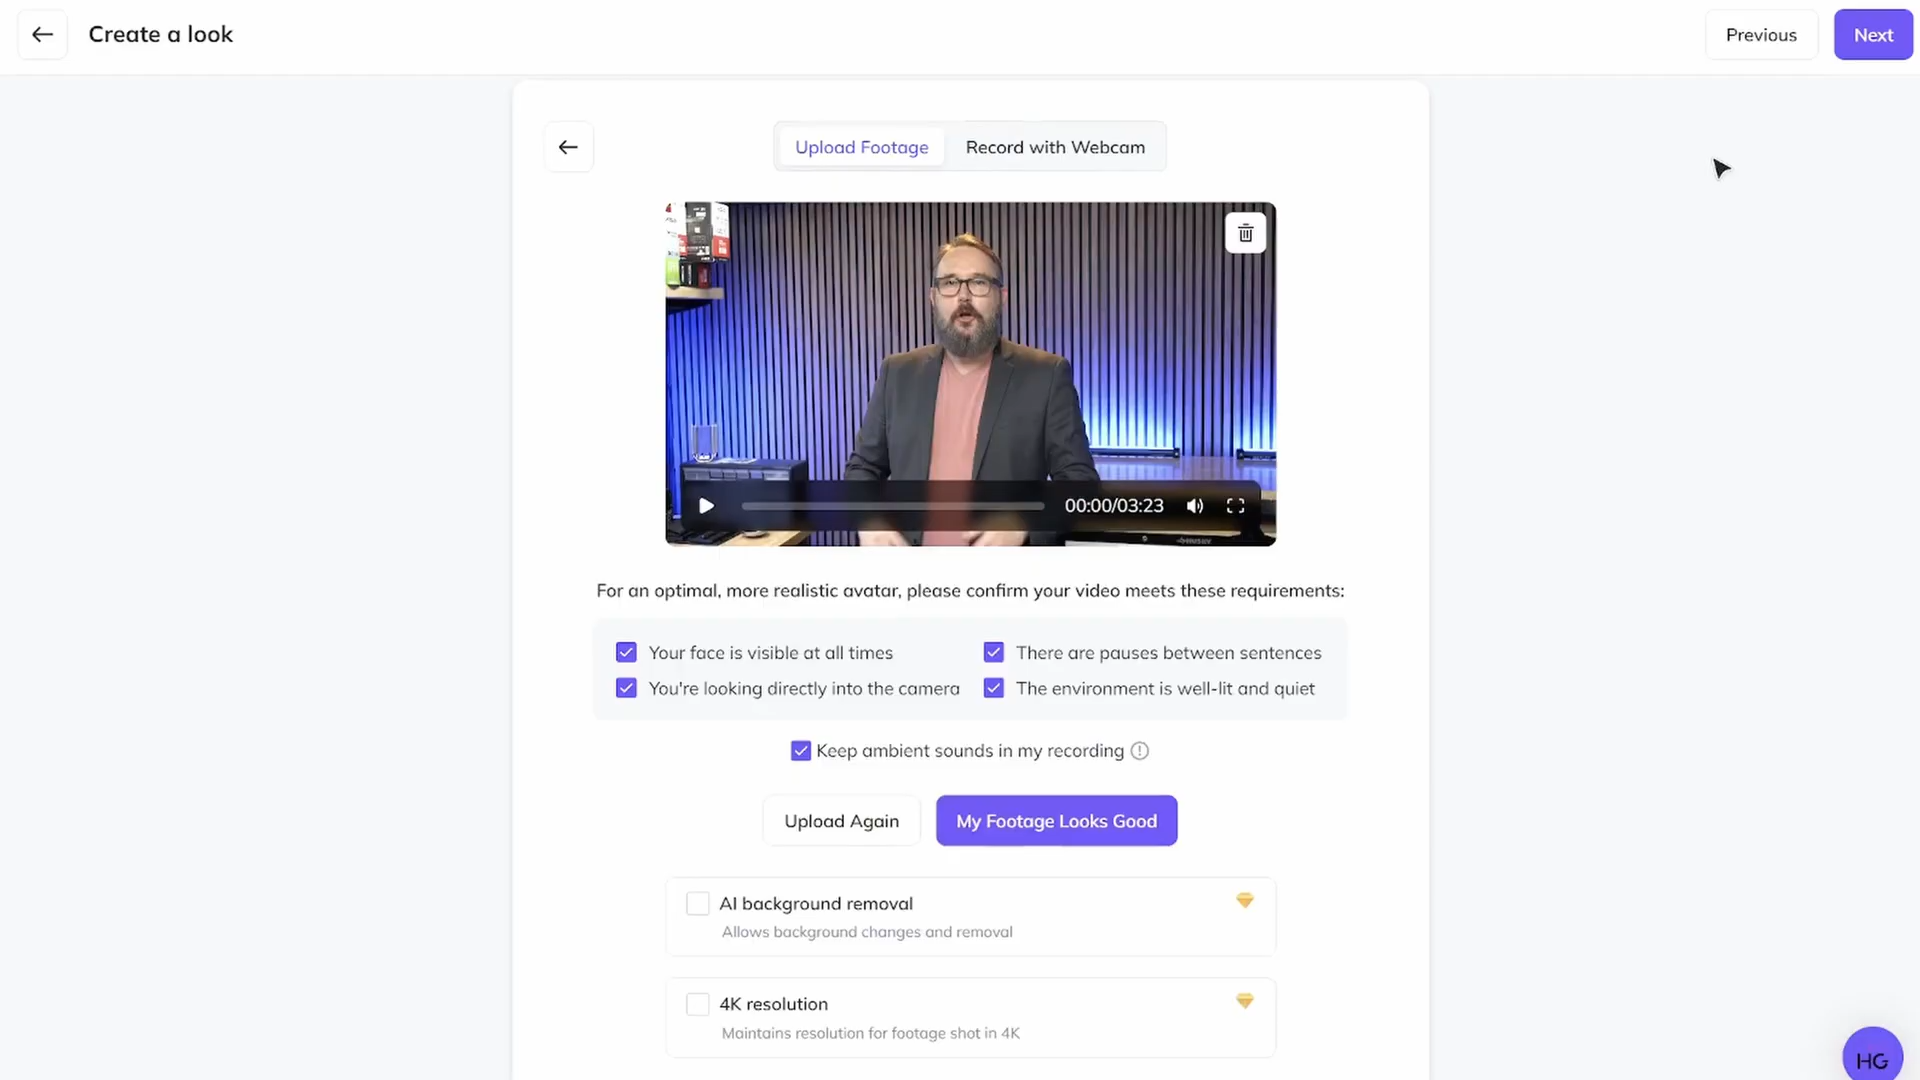 Create a look
Previous
Next
Upload Footage
Record with Webcam
00:00/03:23
For an optimal, more realistic avatar, please confirm your video meets these requirements:
Your face is visible at all times
There are pauses between sentences
You're looking directly into the camera
The environment is well-lit and quiet
Keep ambient sounds in my recording
Upload Again
My Footage Looks Good
AI background removal
Allows background changes and removal
4K resolution
Maintains resolution for footage shot in 4K
HG